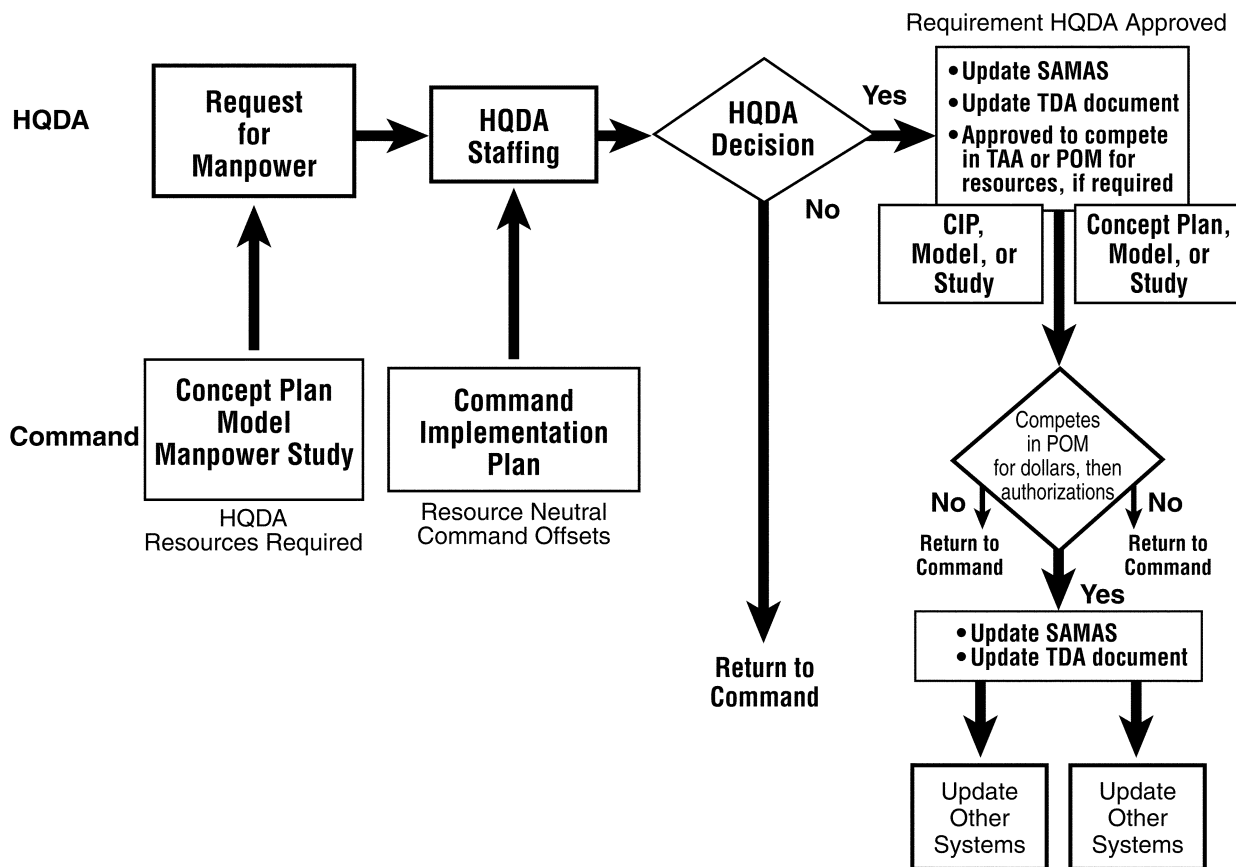 Requirement HQDA Approved
HQDA
Request
for
Manpower
HQDA
Staffing
HQDA
Decision
Yes
No
•Update SAMAS
•Update TDA document
•Approved to compete
in TAA or POM for
resources, if required
CIP,
Model, or
Study
Concept Plan,
Model, or
Study
Command
Concept Plan
Model
Manpower Study
HQDA
Resources Required
Command
Implementation
Plan
Resource Neutral
Command Offsets
Return to
Command
Competes
in POM
for dollars, then
authorizations
No
Return to
Command
No
Return to
Command
Yes
•Update SAMAS
•Update TDA document
Update
Other
Systems
Update
Other
Systems